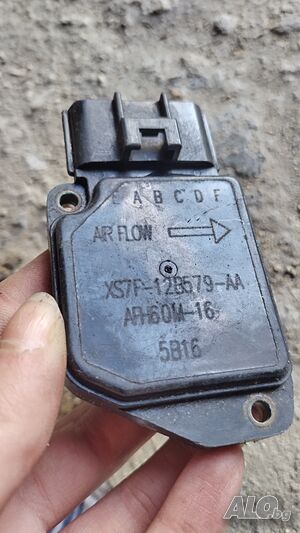 E A B C D F
AIR FLOW
XS7F-12B579-AA
AFH60M-16
5B16
ALO.bg